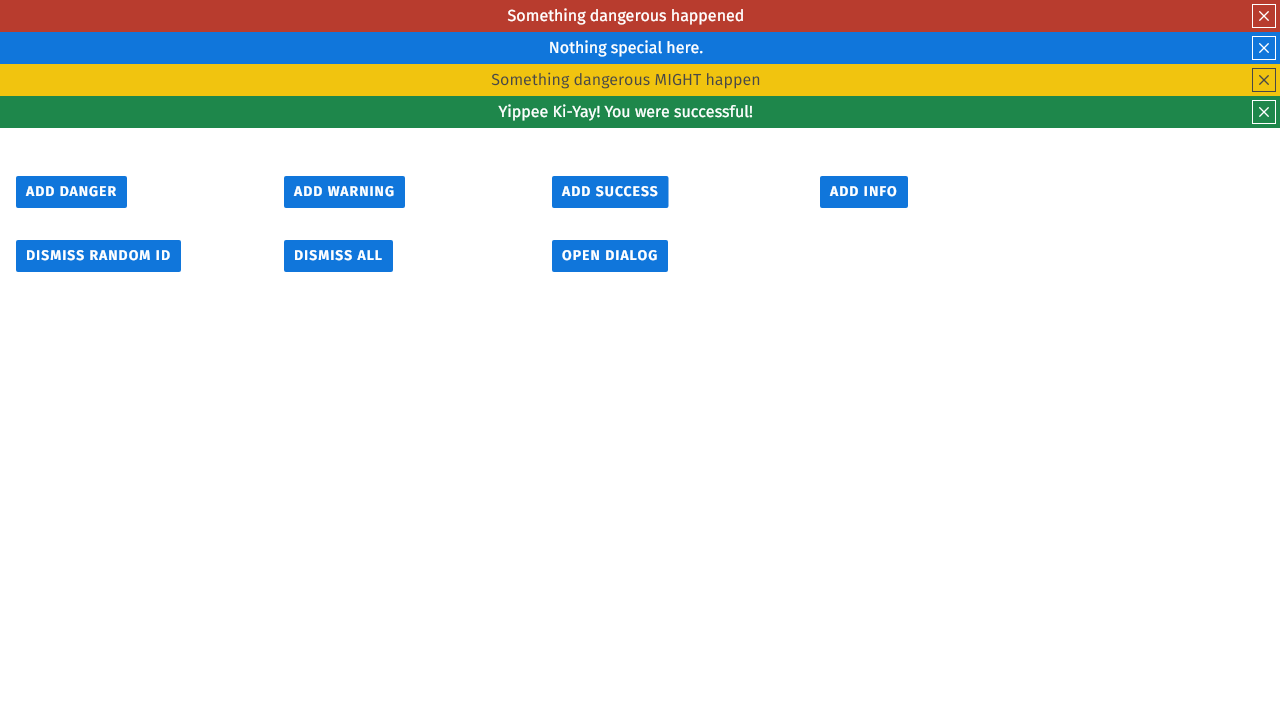 Something dangerous happened
Nothing special here.
Something dangerous MIGHT happen
Yippee Ki-Yay! You were successful!
ADD DANGER
ADD WARNING
ADD SUCCESS
ADD INFO
DISMISS RANDOM ID
DISMISS ALL
OPEN DIALOG